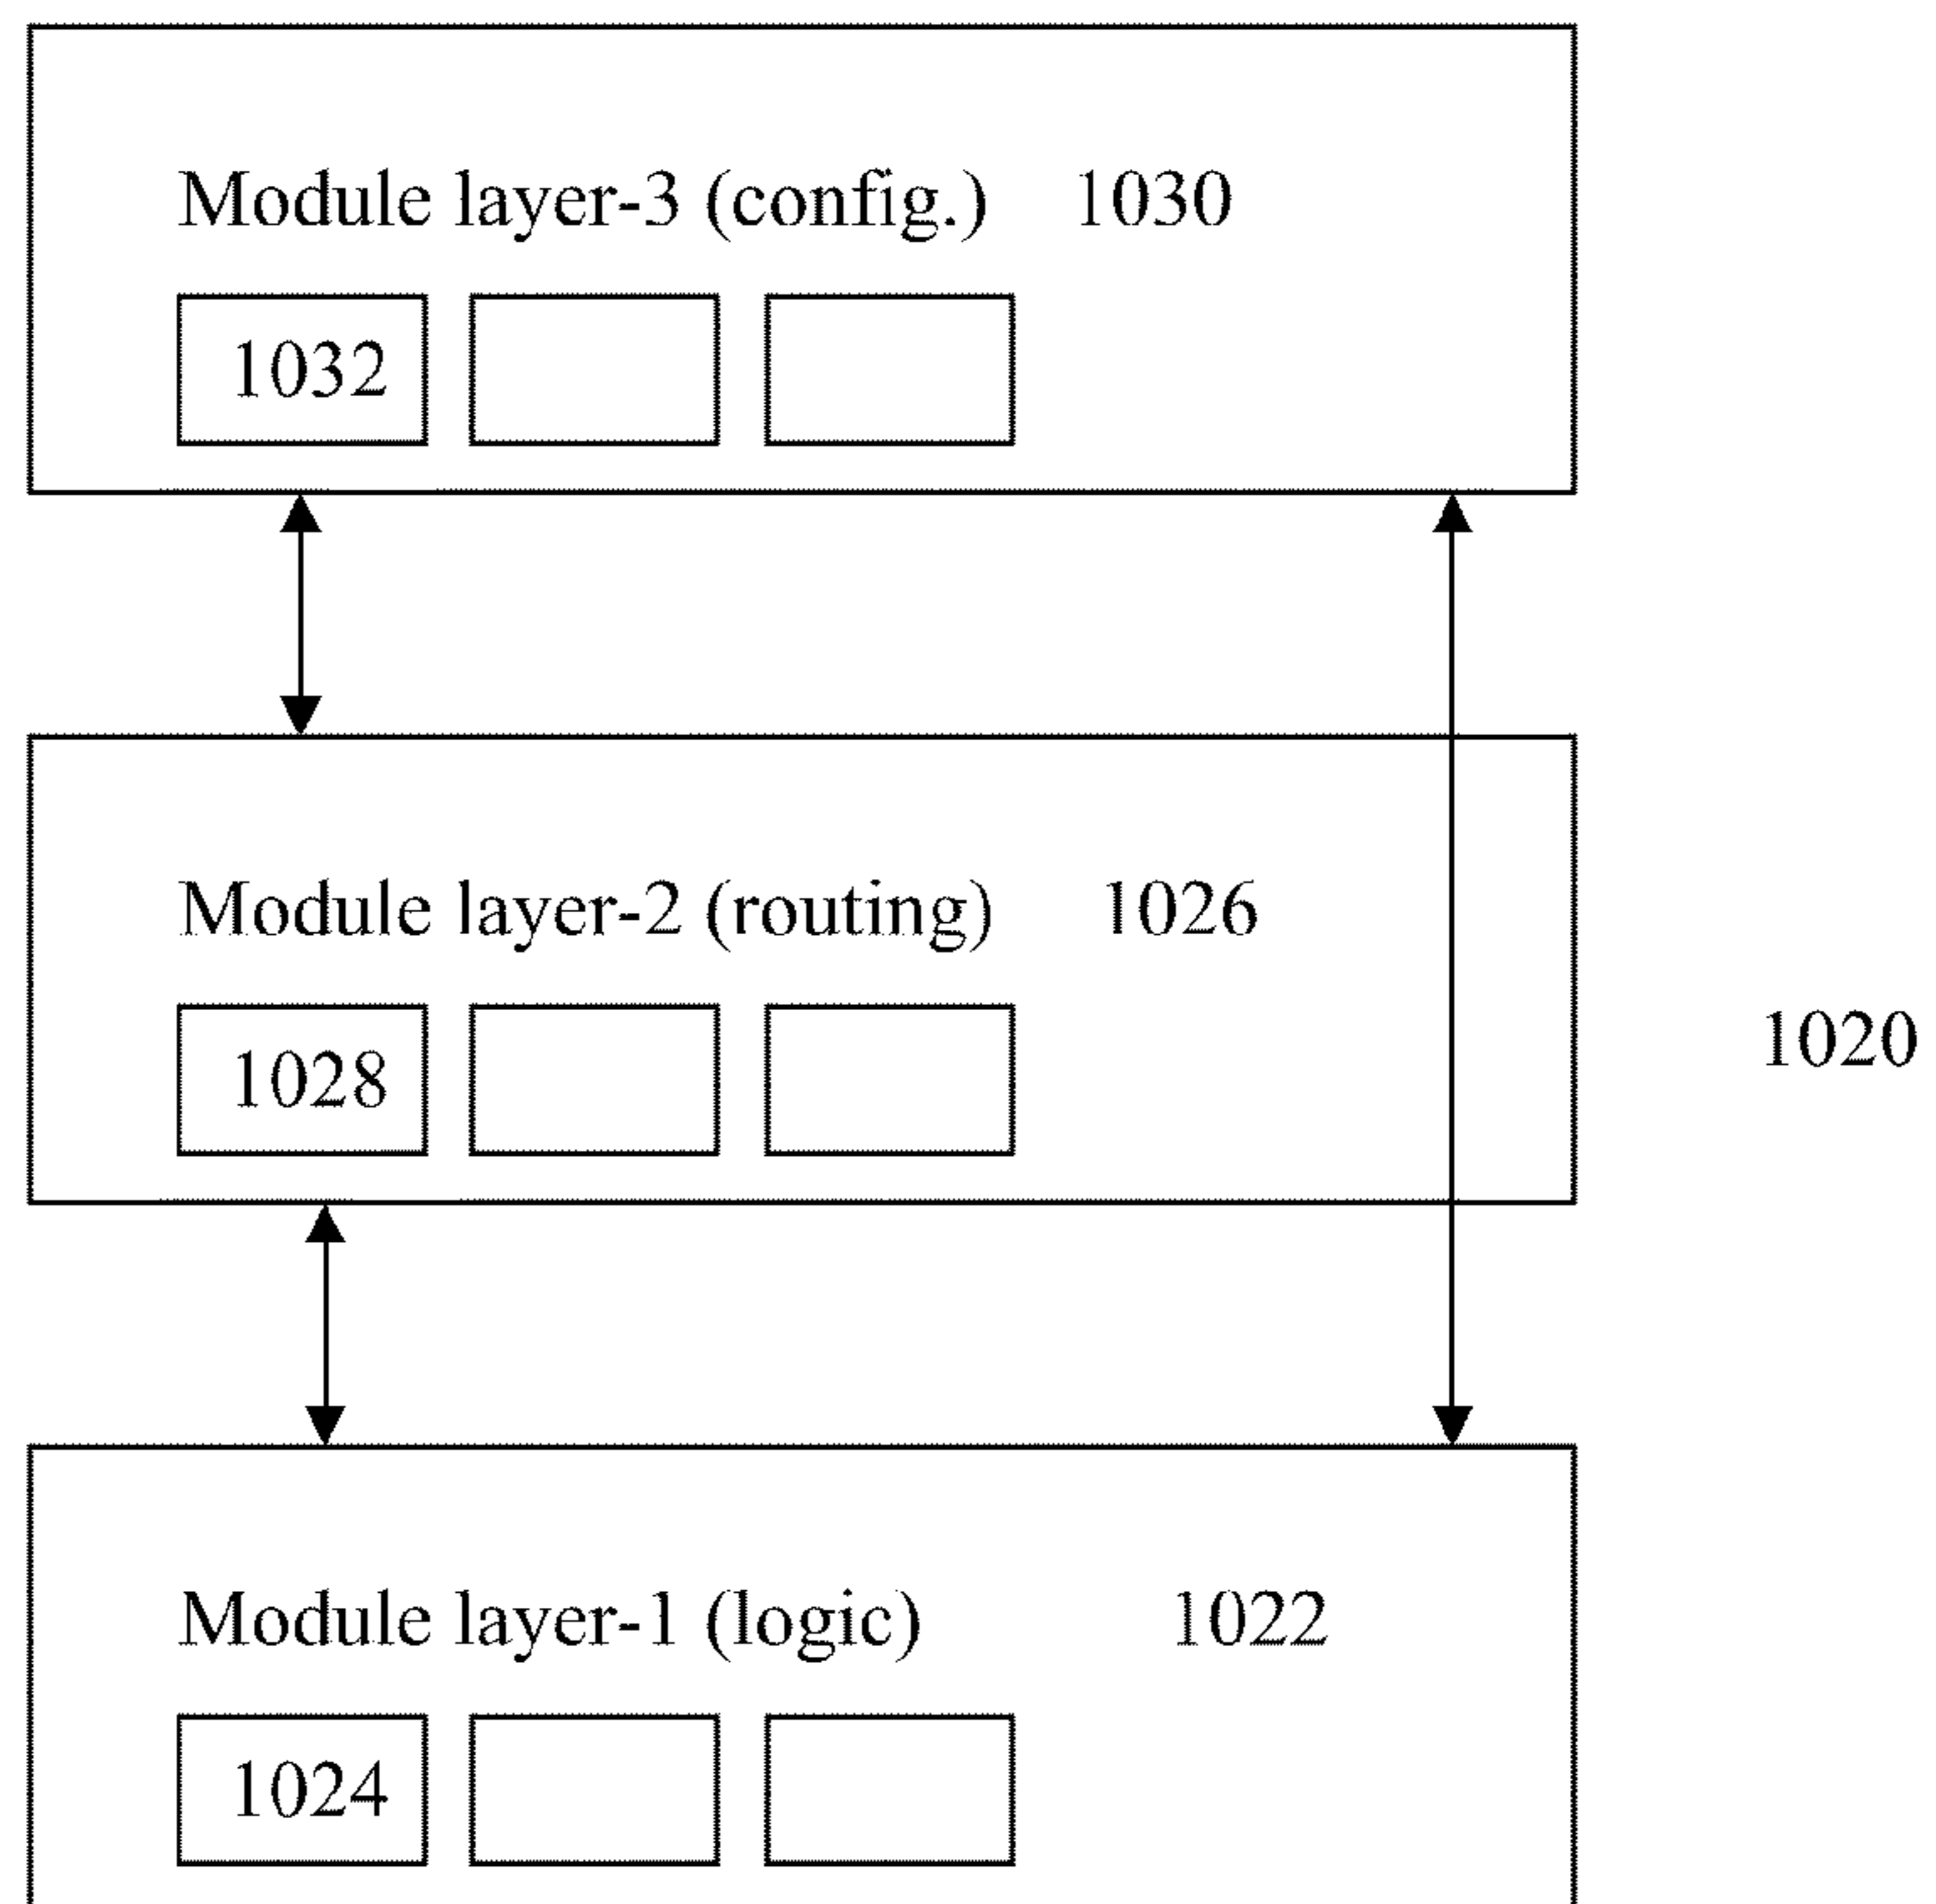 Module layer-3 (config.) 1030
1032
Module layer-2 (routing) 1026
1028
1020
Module layer-1 (logic) 1022
1024